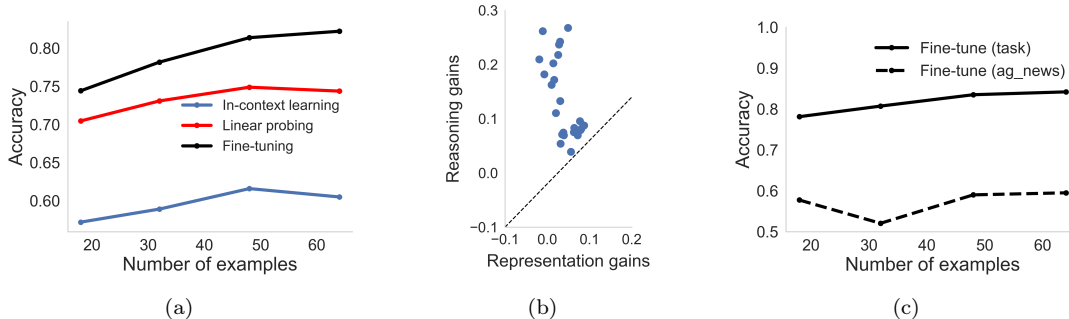 Accuracy
0.80
0.75
0.70
0.65
0.60
In-context learning
Linear probing
Fine-tuning
20 30 40 50 60
Number of examples
(a)
Reasoning gains
0.3
0.2
0.1
0.0
−0.1
−0.1 0.0 0.1 0.2
Representation gains
(b)
Accuracy
1.0
0.9
0.8
0.7
0.6
0.5
Fine-tune (task)
Fine-tune (ag_news)
20 30 40 50 60
Number of examples
(c)